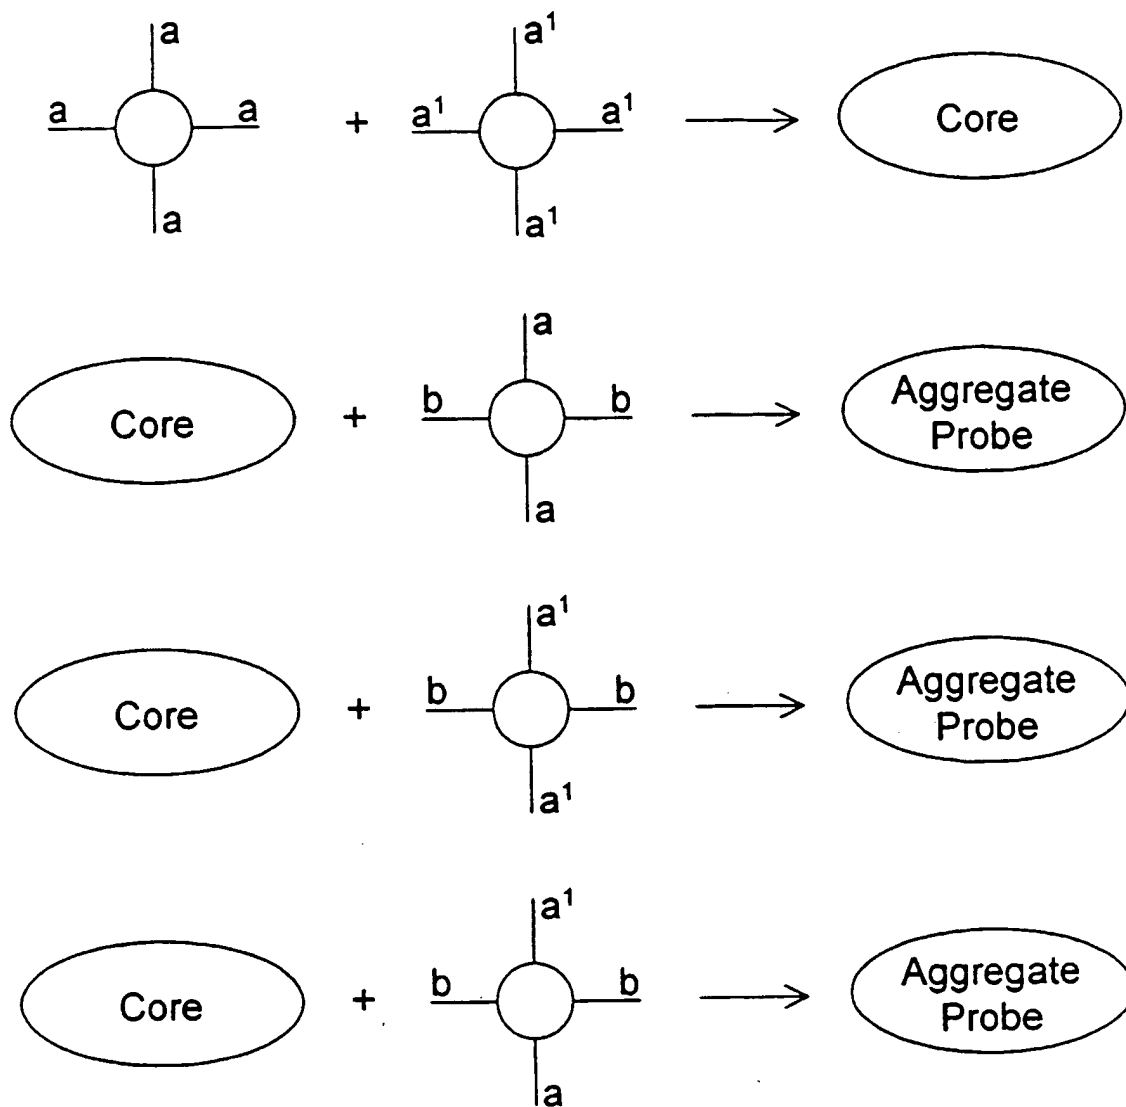 a a¹
a a + a¹ a¹ → Core
a a¹
a
Core + b b → Aggregate Probe
a
a¹
Core + b b → Aggregate Probe
a¹
a¹
Core + b b → Aggregate Probe
a